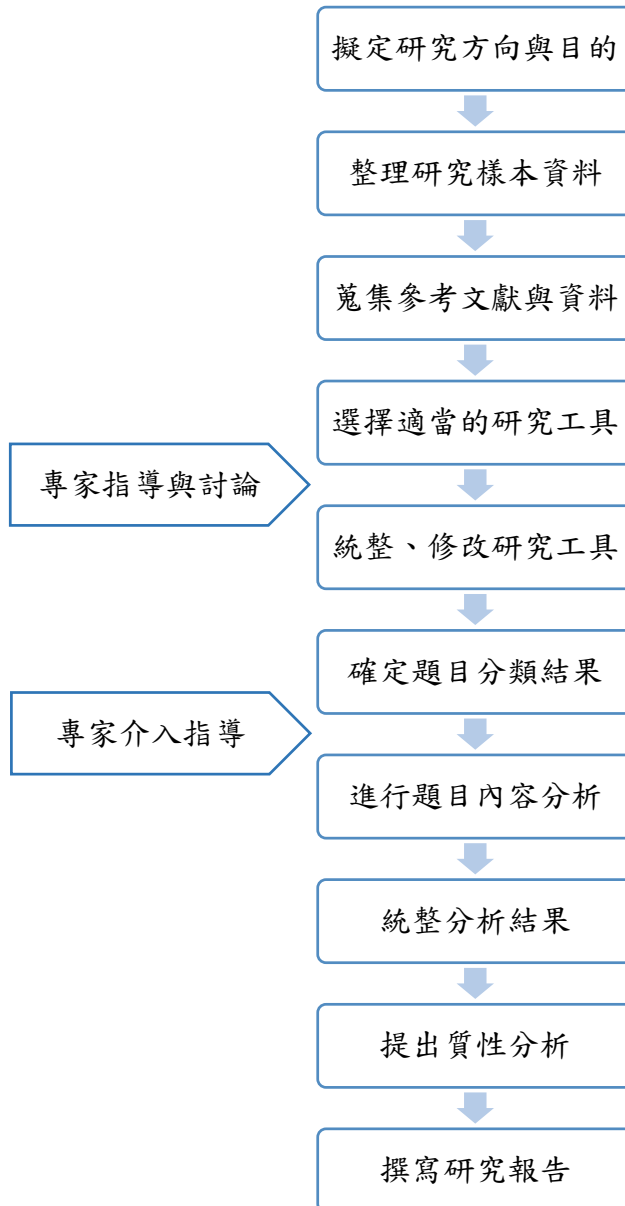 擬定研究方向與目的
整理研究樣本資料
蒐集參考文獻與資料
選擇適當的研究工具
專家指導與討論
統整、修改研究工具
確定題目分類結果
專家介入指導
進行題目內容分析
統整分析結果
提出質性分析
撰寫研究報告